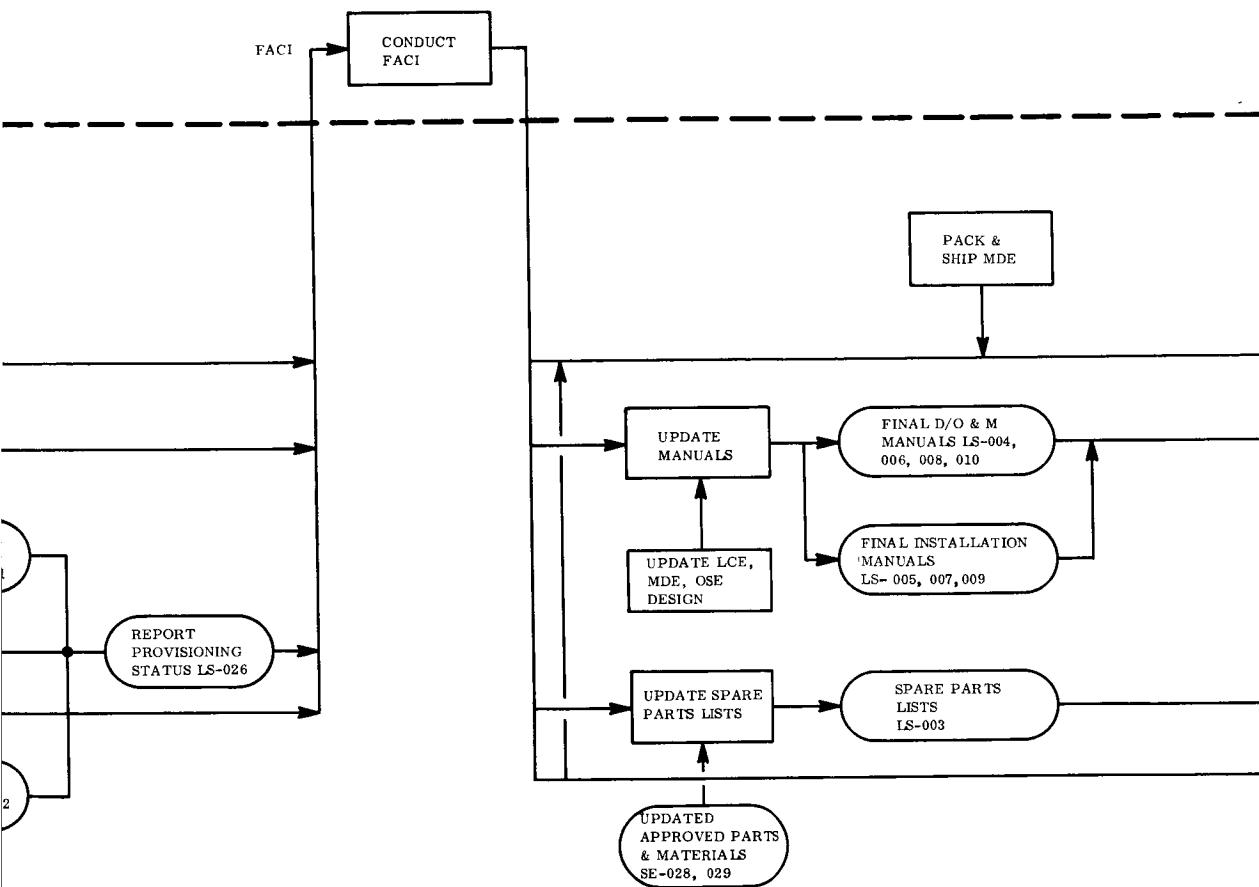 FACI
CONDUCT
FACI
PACK &
SHIP MDE
UPDATE
MANUALS
FINAL D/O & M
MANUALS LS-004,
006, 008, 010
UPDATE LCE,
MDE, OSE
DESIGN
FINAL INSTALLATION
MANUALS
LS- 005, 007,009
1
REPORT
PROVISIONING
STATUS LS-026
UPDATE SPARE
PARTS LISTS
SPARE PARTS
LISTS
LS-003
2
UPDATED
APPROVED PARTS
& MATERIALS
SE-028, 029